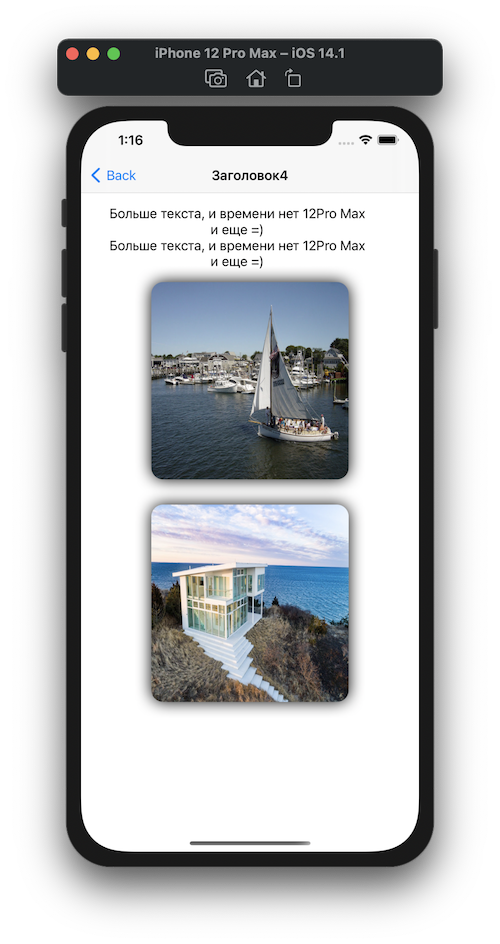 iPhone 12 Pro Max – iOS 14.1
1:16
Back
Заголовок4
Больше текста, и времени нет 12Pro Max
и еще =)
Больше текста, и времени нет 12Pro Max
и еще =)